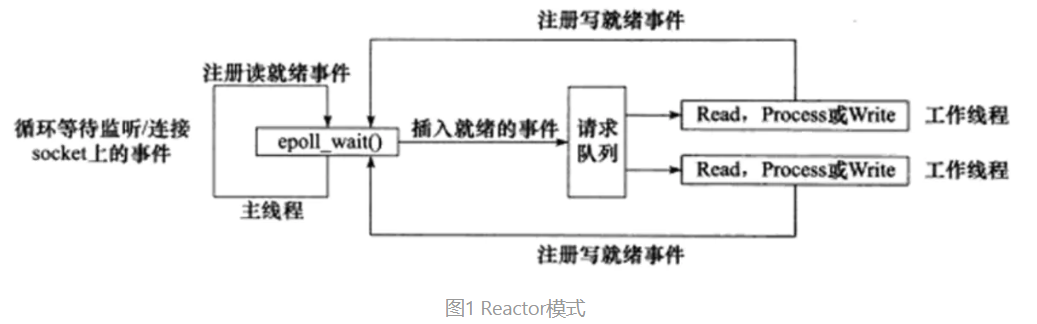 注册写就绪事件
注册读就绪事件
循环等待监听/连接
socket上的事件
epoll_wait()
插入就绪的事件
请求
队列
Read，Process或Write
工作线程
Read，Process或Write
工作线程
主线程
注册写就绪事件
图1 Reactor模式